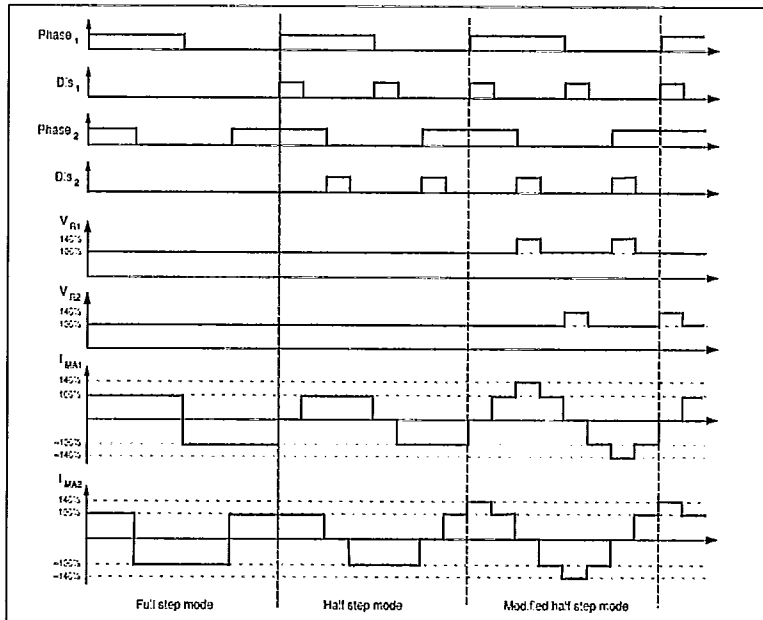 Phase 1
Dis 1
Phase 2
Dis 2
V R1
140%
100%
V R2
140%
100%
I MA1
140%
100%
–100%
–140%
I MA2
140%
100%
–100%
–140%
Full step mode
Half step mode
Modified half step mode